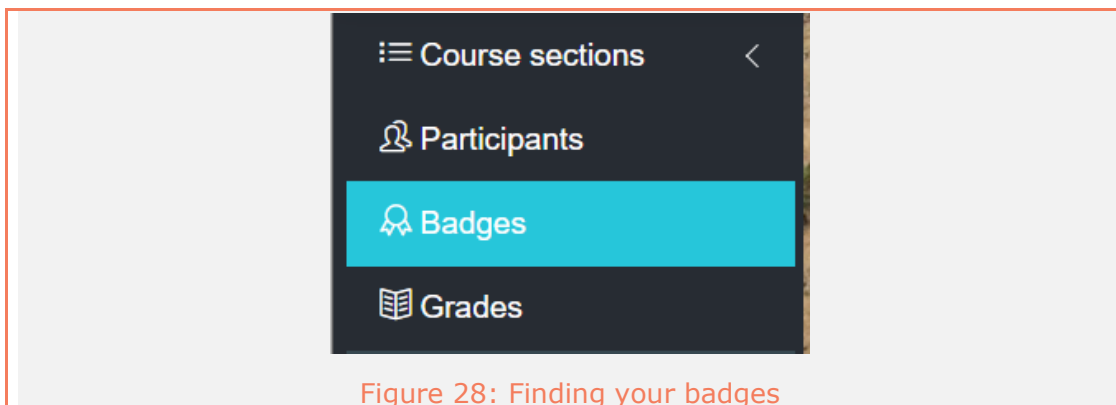 Course sections
Participants
Badges
Grades
Figure 28: Finding your badges